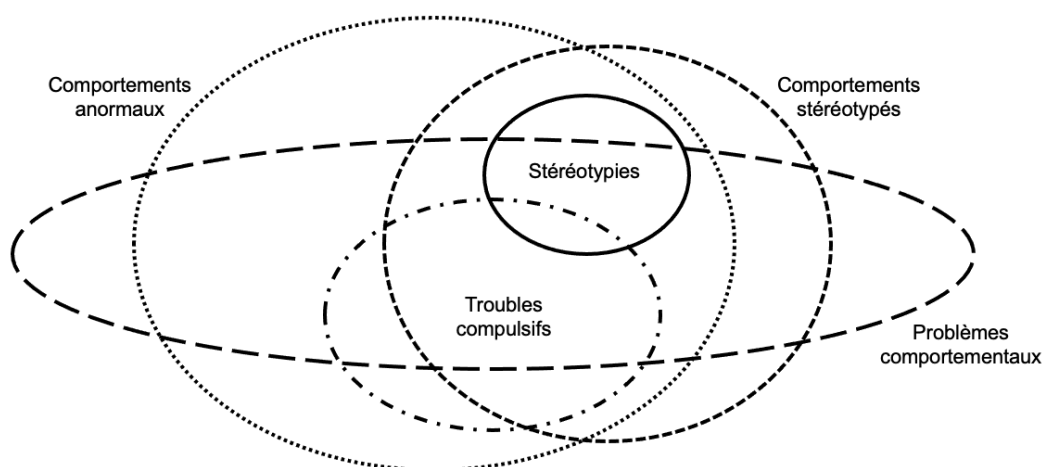 Comportements
anormaux
Comportements
stéréotypés
Stéréotypies
Troubles
compulsifs
Problèmes
comportementaux